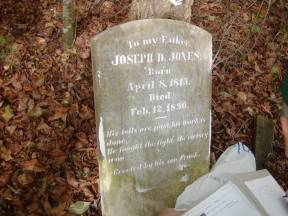 To my Father
JOSEPH D. JONES
Born
April 8, 1813.
Died
Feb. 12, 1890.
His toils are past his work is
done,
He fought the fight the victory
won
Erected by his son